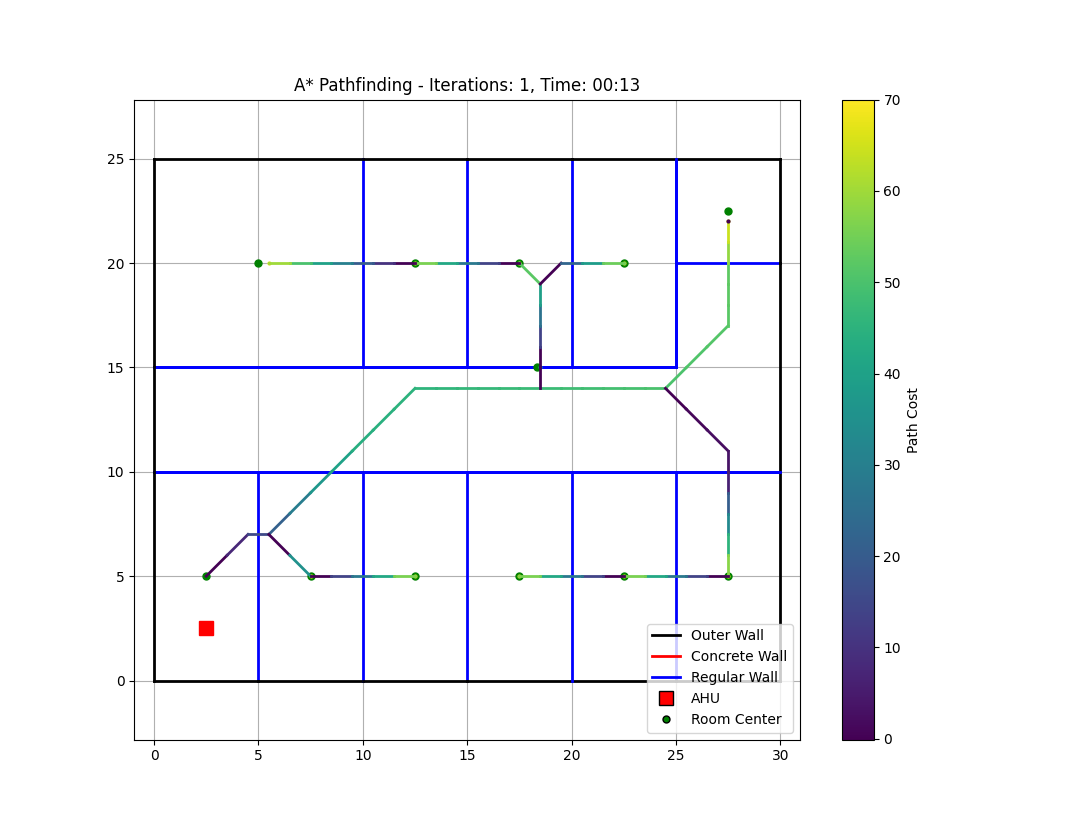 A* Pathfinding - Iterations: 1, Time: 00:13
25
20
15
10
5
0
0 5 10 15 20 25 30
Outer Wall
Concrete Wall
Regular Wall
AHU
Room Center
70
60
50
40
30
20
10
0
Path Cost